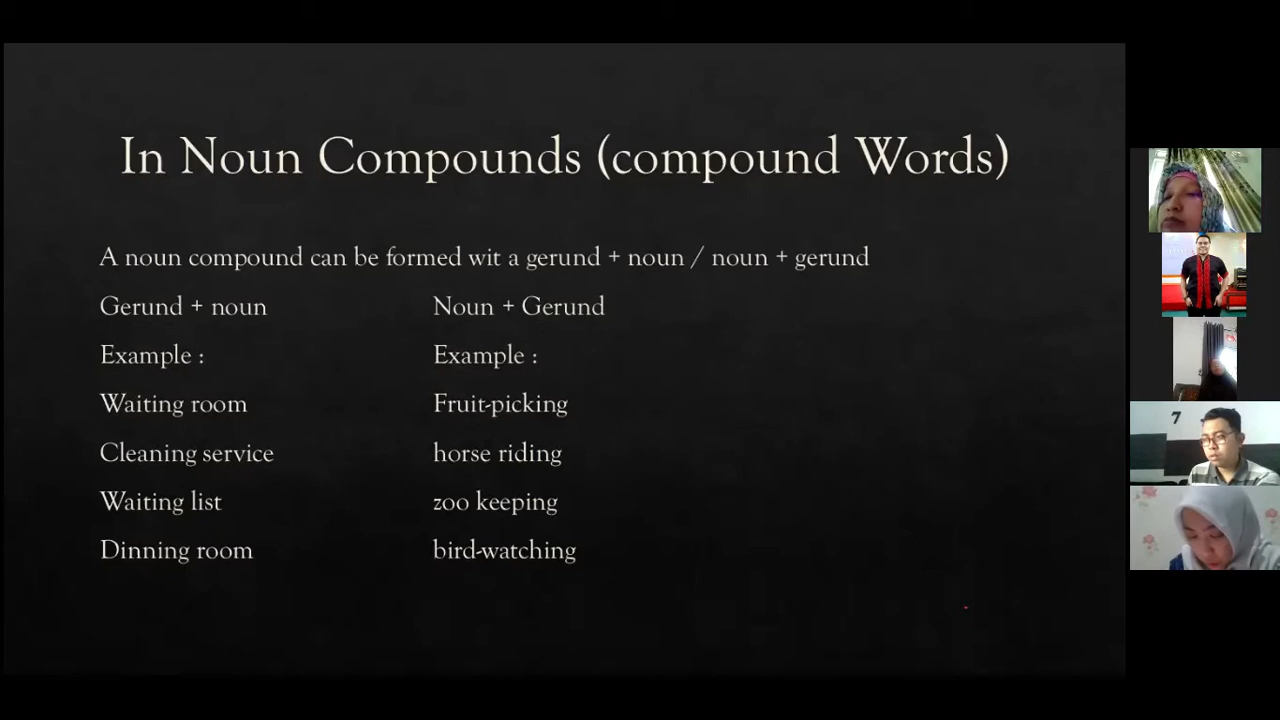 In Noun Compounds (compound Words)
A noun compound can be formed wit a gerund + noun / noun + gerund
Gerund + noun Noun + Gerund
Example : Example :
Waiting room Fruit-picking
Cleaning service horse riding
Waiting list zoo keeping
Dinning room bird-watching
7